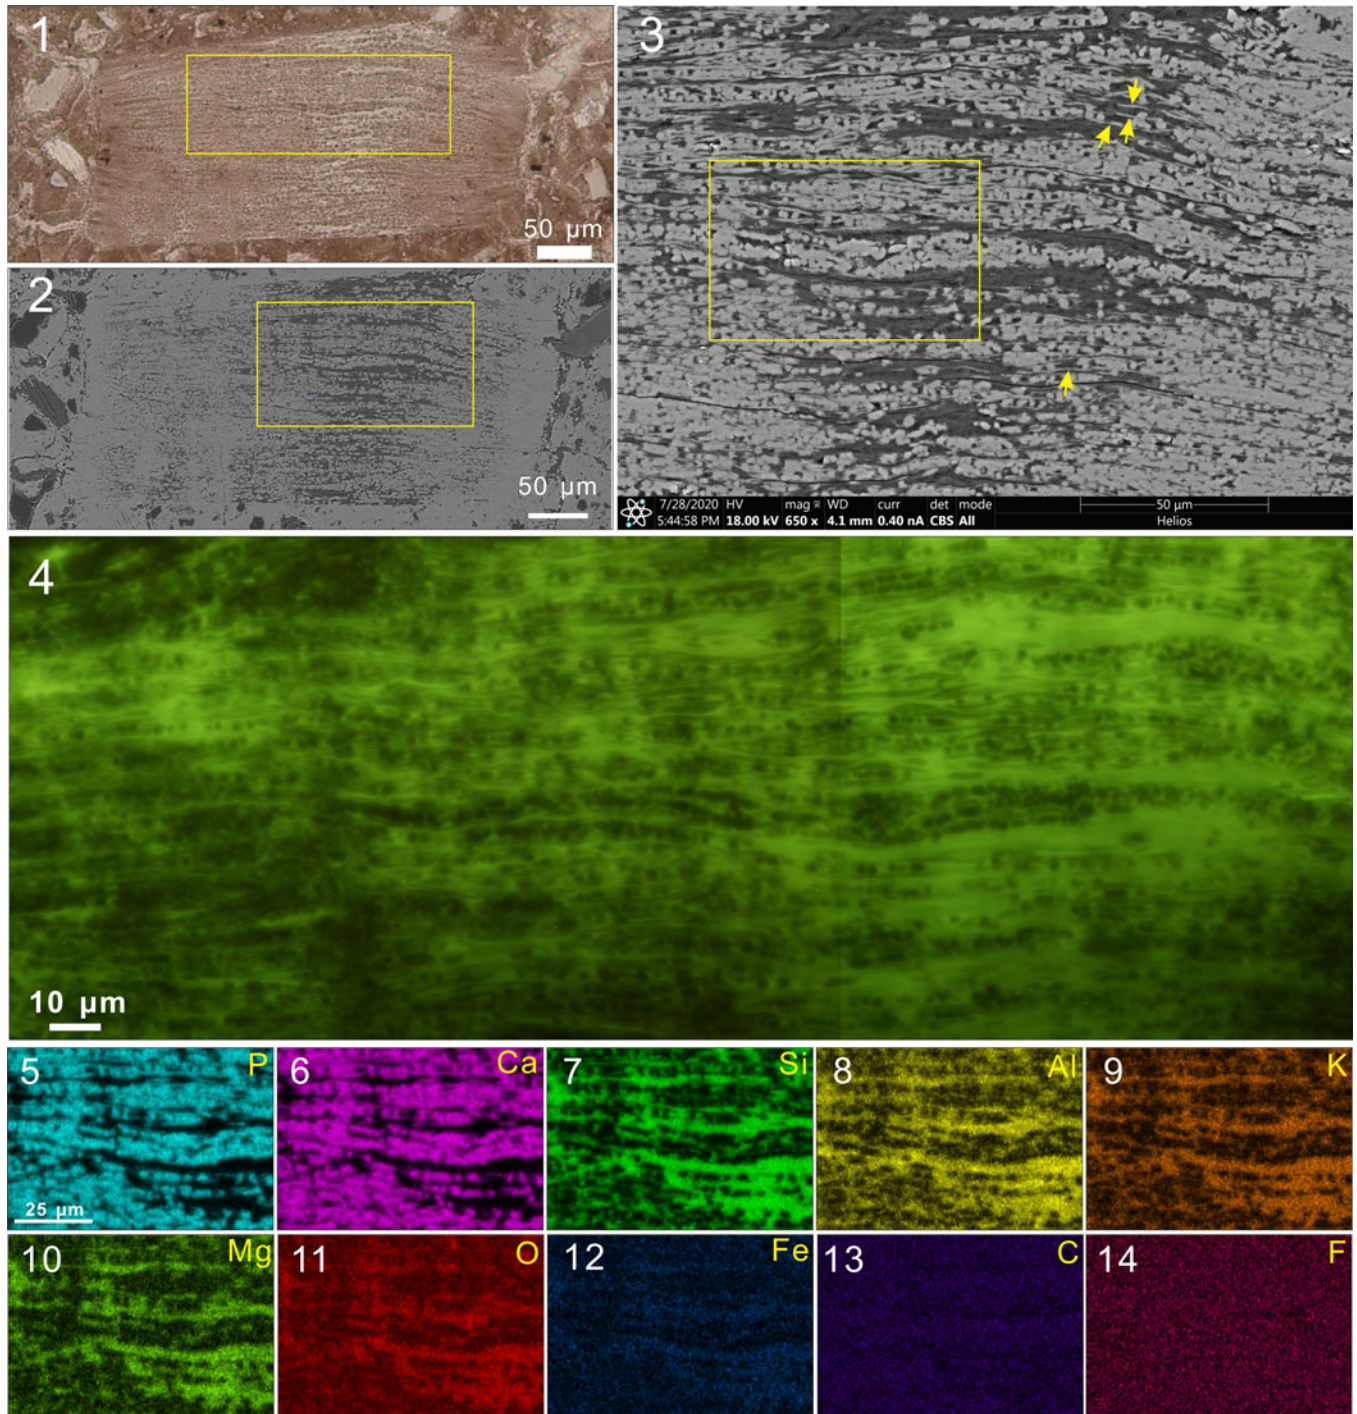 1
50 µm
2
50 µm
3
7/28/2020 HV mag WD curr det mode 50 µm
5:44:58 PM 18.00 kV 650 x 4.1 mm 0.40 nA CBS All Helios
4
10 µm
5 P 6 Ca 7 Si 8 Al 9 K
25 µm
10 Mg 11 O 12 Fe 13 C 14 F